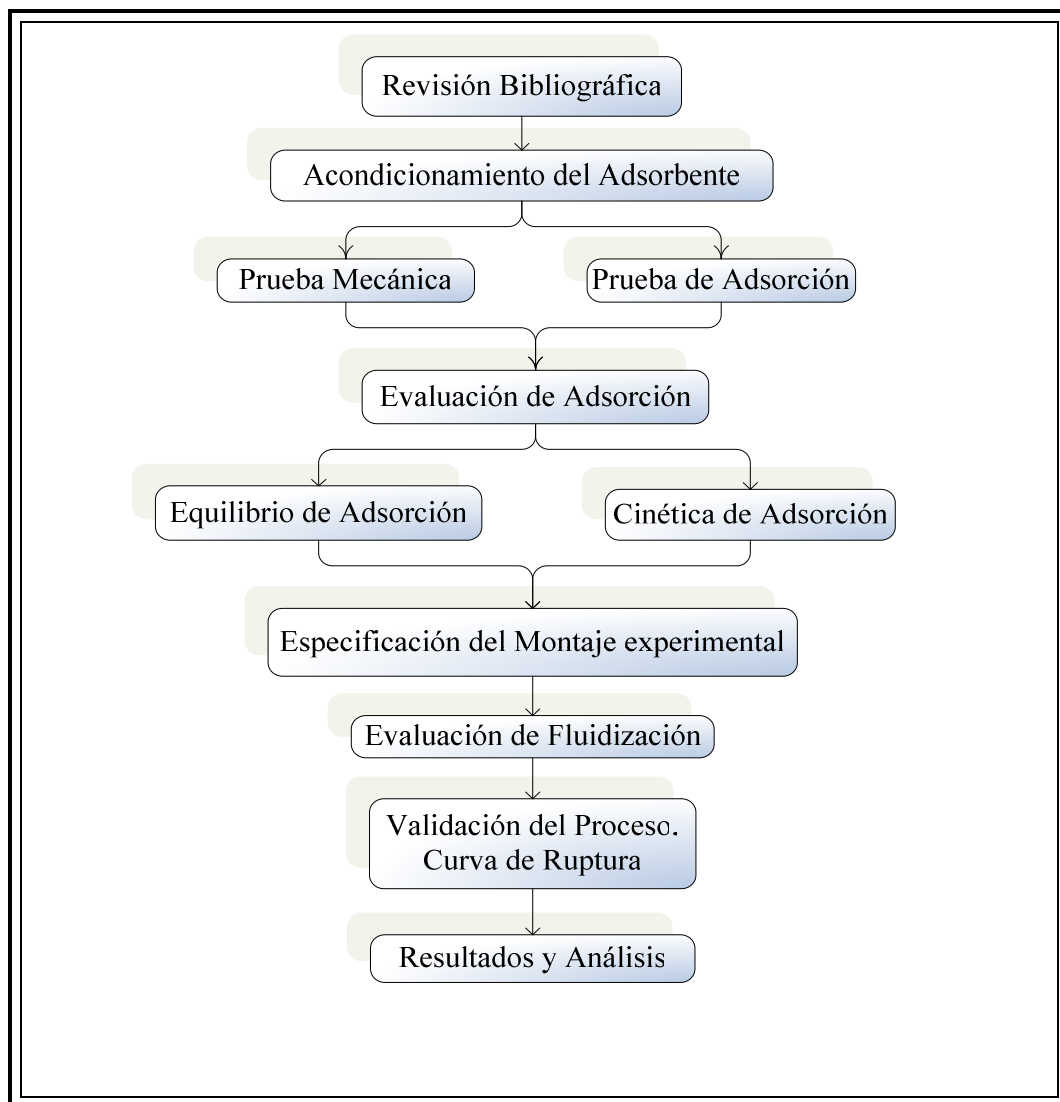 Revisión Bibliográfica
Acondicionamiento del Adsorbente
Prueba Mecánica
Prueba de Adsorción
Evaluación de Adsorción
Equilibrio de Adsorción
Cinética de Adsorción
Especificación del Montaje experimental
Evaluación de Fluidización
Validación del Proceso.
Curva de Ruptura
Resultados y Análisis